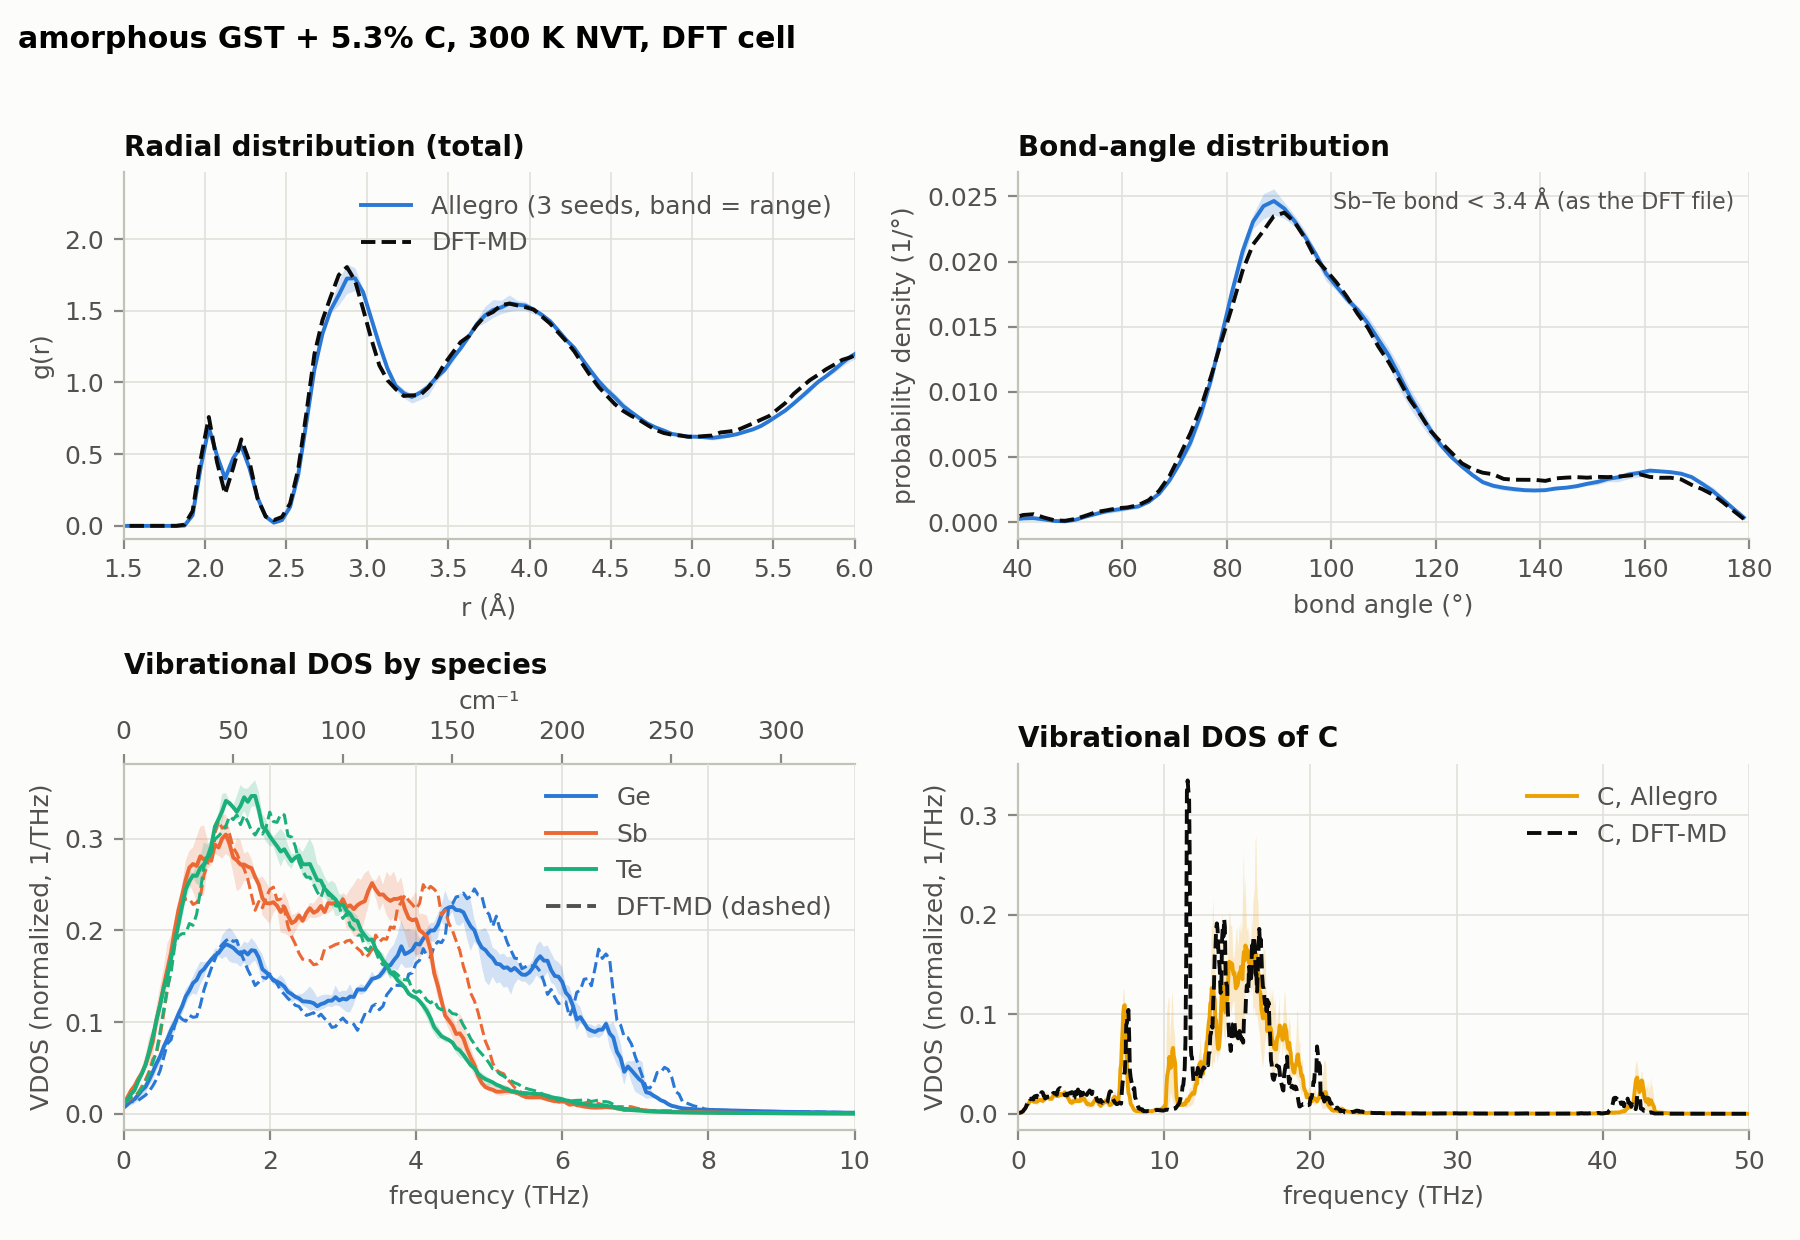 amorphous GST + 5.3% C, 300 K NVT, DFT cell
Radial distribution (total)
g(r)
2.0
1.5
1.0
0.5
0.0
Allegro (3 seeds, band = range)
DFT-MD
1.5 2.0 2.5 3.0 3.5 4.0 4.5 5.0 5.5 6.0
r (Å)
Bond-angle distribution
probability density (1/°)
0.025
0.020
0.015
0.010
0.005
0.000
Sb–Te bond < 3.4 Å (as the DFT file)
40 60 80 100 120 140 160 180
bond angle (°)
Vibrational DOS by species
cm⁻¹
0 50 100 150 200 250 300
VDOS (normalized, 1/THz)
0.3
0.2
0.1
0.0
Ge
Sb
Te
DFT-MD (dashed)
0 2 4 6 8 10
frequency (THz)
Vibrational DOS of C
VDOS (normalized, 1/THz)
0.3
0.2
0.1
0.0
C, Allegro
C, DFT-MD
0 10 20 30 40 50
frequency (THz)